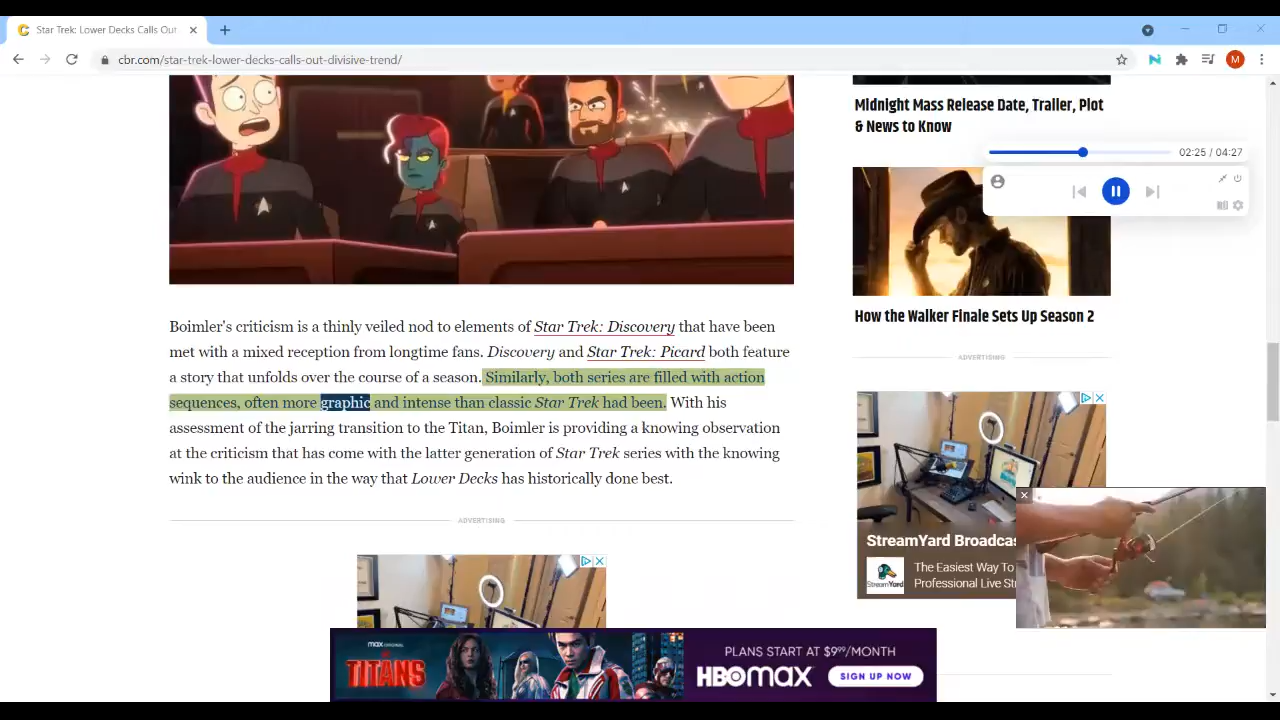 Star Trek: Lower Decks Calls Out
cbr.com/star-trek-lower-decks-calls-out-divisive-trend/
M
Midnight Mass Release Date, Trailer, Plot
& News to Know
02:25 / 04:27
How the Walker Finale Sets Up Season 2
ADVERTISING
Boimler's criticism is a thinly veiled nod to elements of Star Trek: Discovery that have been
met with a mixed reception from longtime fans. Discovery and Star Trek: Picard both feature
a story that unfolds over the course of a season. Similarly, both series are filled with action
sequences, often more graphic and intense than classic Star Trek had been. With his
assessment of the jarring transition to the Titan, Boimler is providing a knowing observation
at the criticism that has come with the latter generation of Star Trek series with the knowing
wink to the audience in the way that Lower Decks has historically done best.
ADVERTISING
StreamYard Broadcas
StreamYard
The Easiest Way To
Professional Live St
max ORIGINAL
TITANS
PLANS START AT $9.99/MONTH
HBOMAX
SIGN UP NOW